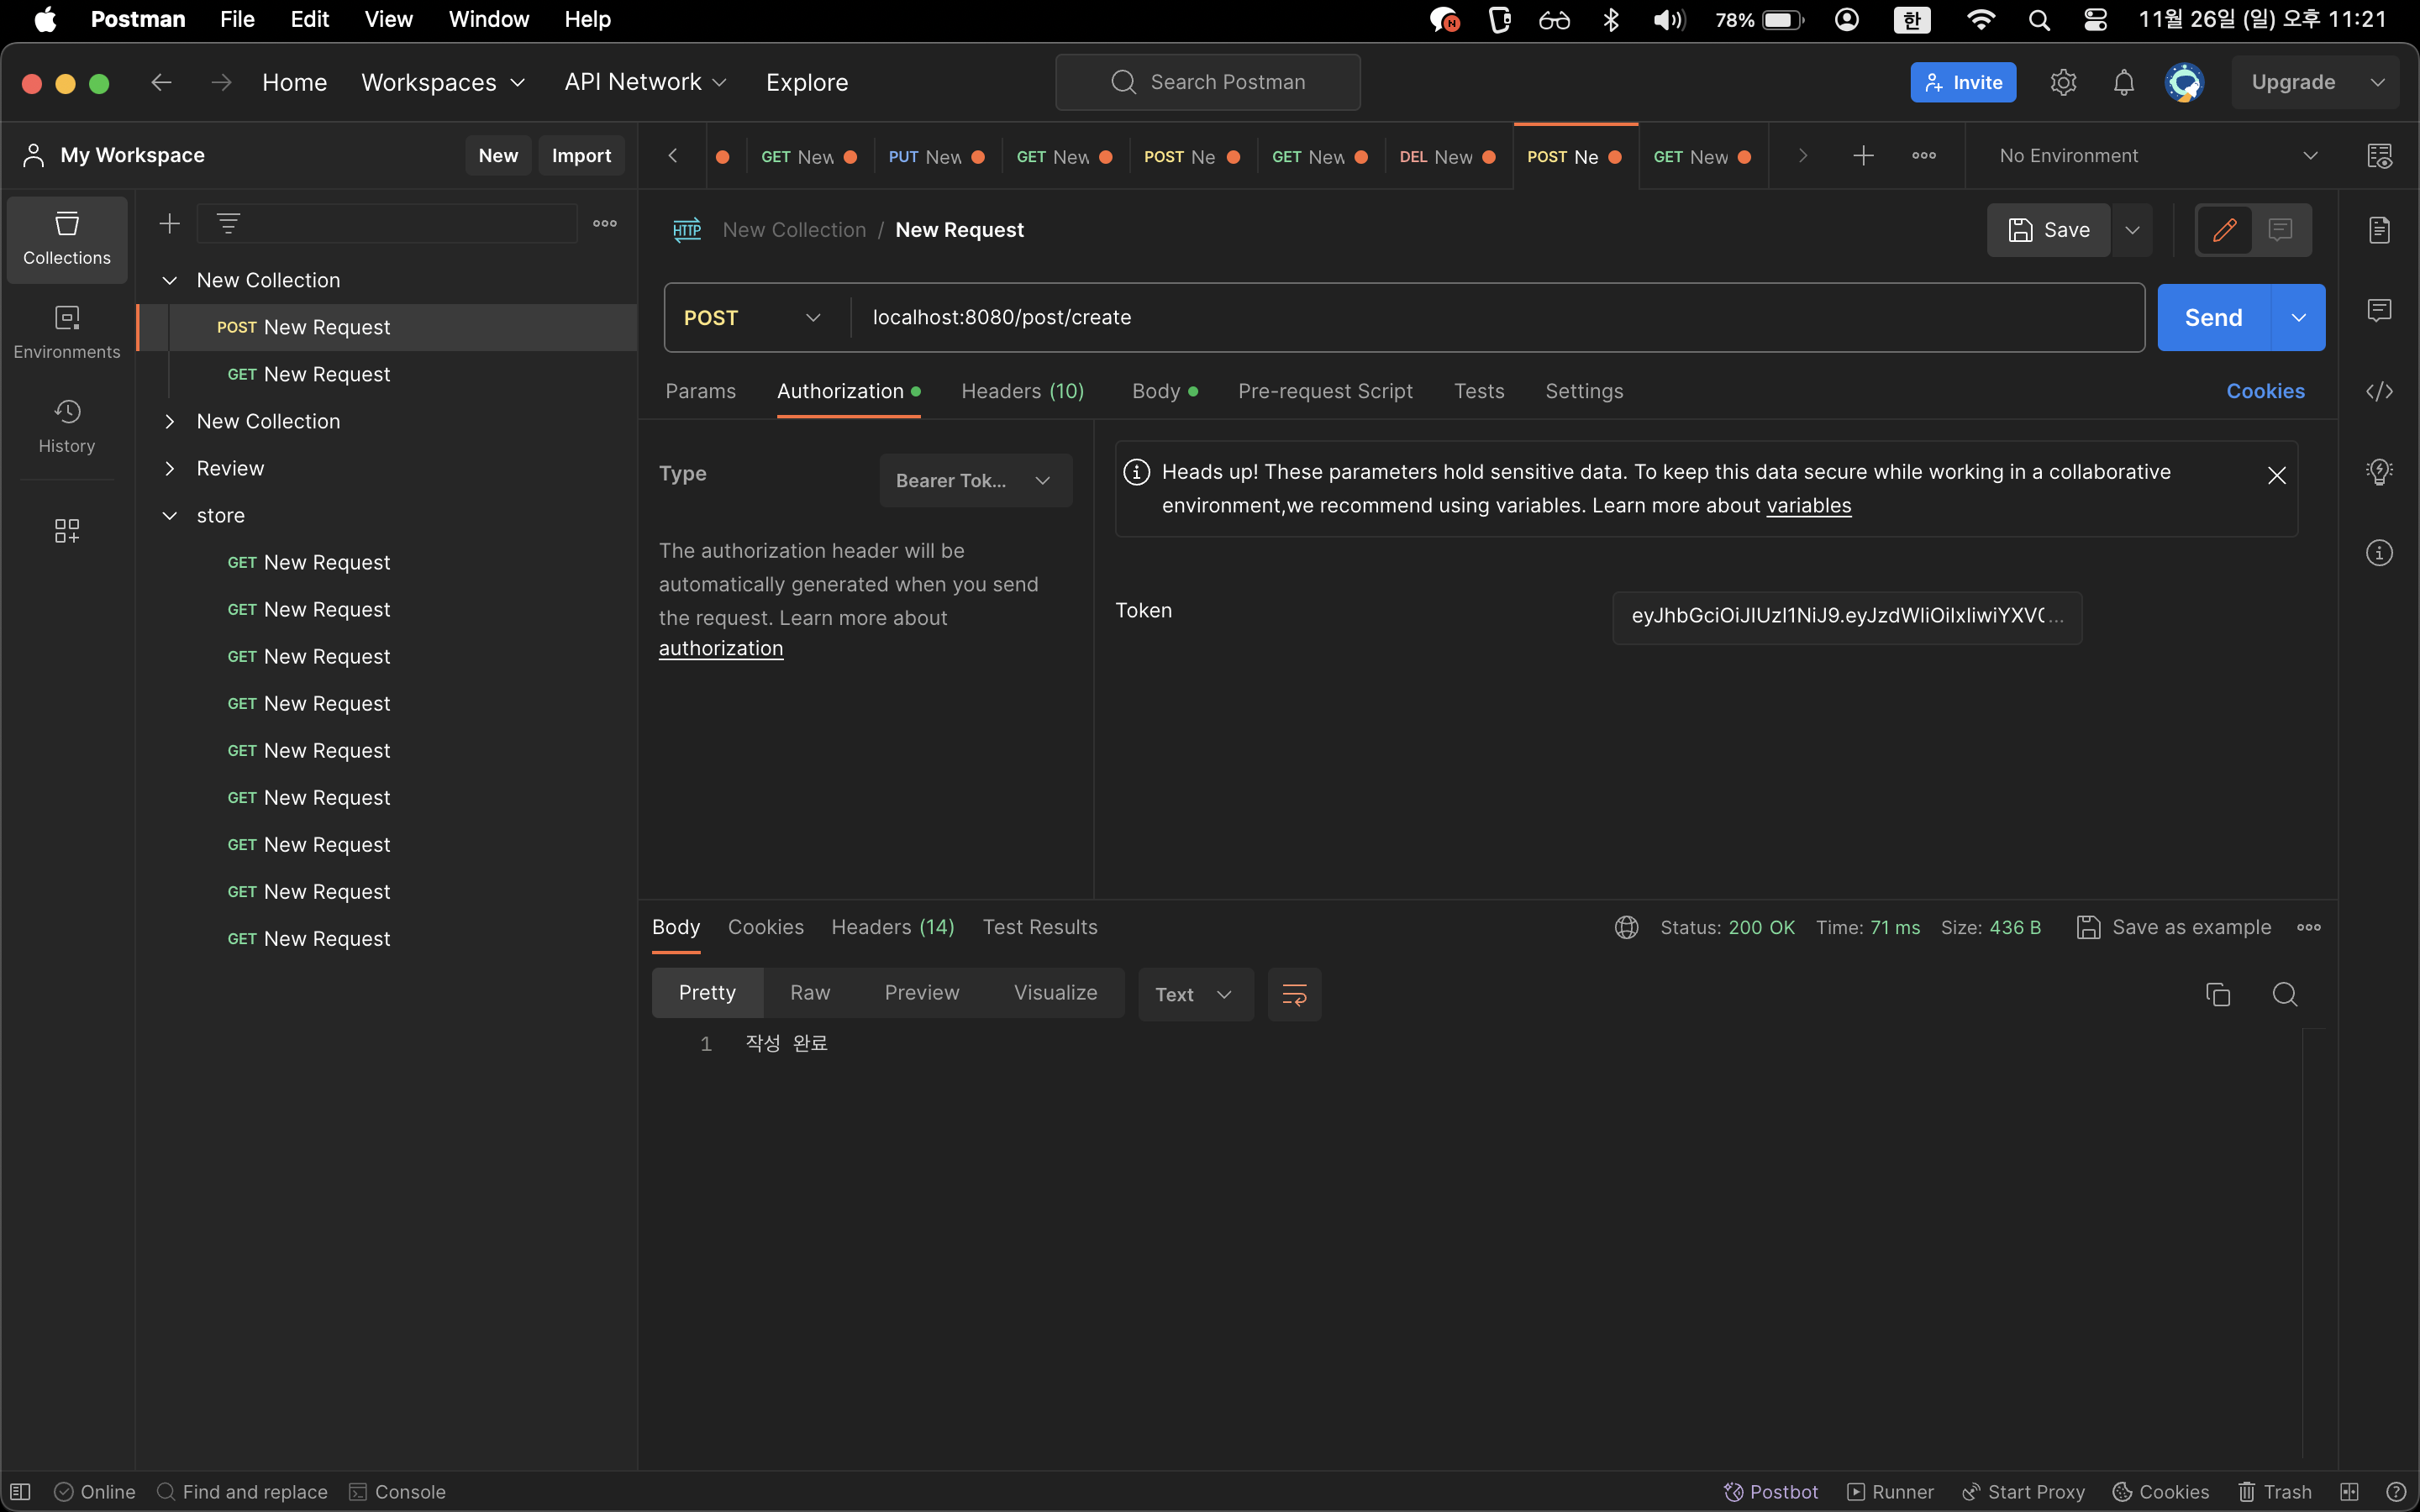 Postman File Edit View Window Help 78% 한 11월 26일 (일) 오후 11:21
Home Workspaces API Network Explore Search Postman Invite Upgrade
My Workspace New Import GET New PUT New GET New POST Ne GET New DEL New POST Ne GET New No Environment
Collections
Environments
History
New Collection
POST New Request
GET New Request
New Collection
Review
store
GET New Request
GET New Request
GET New Request
GET New Request
GET New Request
GET New Request
GET New Request
GET New Request
GET New Request
HTTP New Collection / New Request Save
POST localhost:8080/post/create Send
Params Authorization Headers (10) Body Pre-request Script Tests Settings Cookies
Type Bearer Tok...
The authorization header will be
automatically generated when you send
the request. Learn more about
authorization
Heads up! These parameters hold sensitive data. To keep this data secure while working in a collaborative
environment,we recommend using variables. Learn more about variables
Token
Body Cookies Headers (14) Test Results Status: 200 OK Time: 71 ms Size: 436 B Save as example
Pretty Raw Preview Visualize Text
1 작성 완료
Online Find and replace Console Postbot Runner Start Proxy Cookies Trash